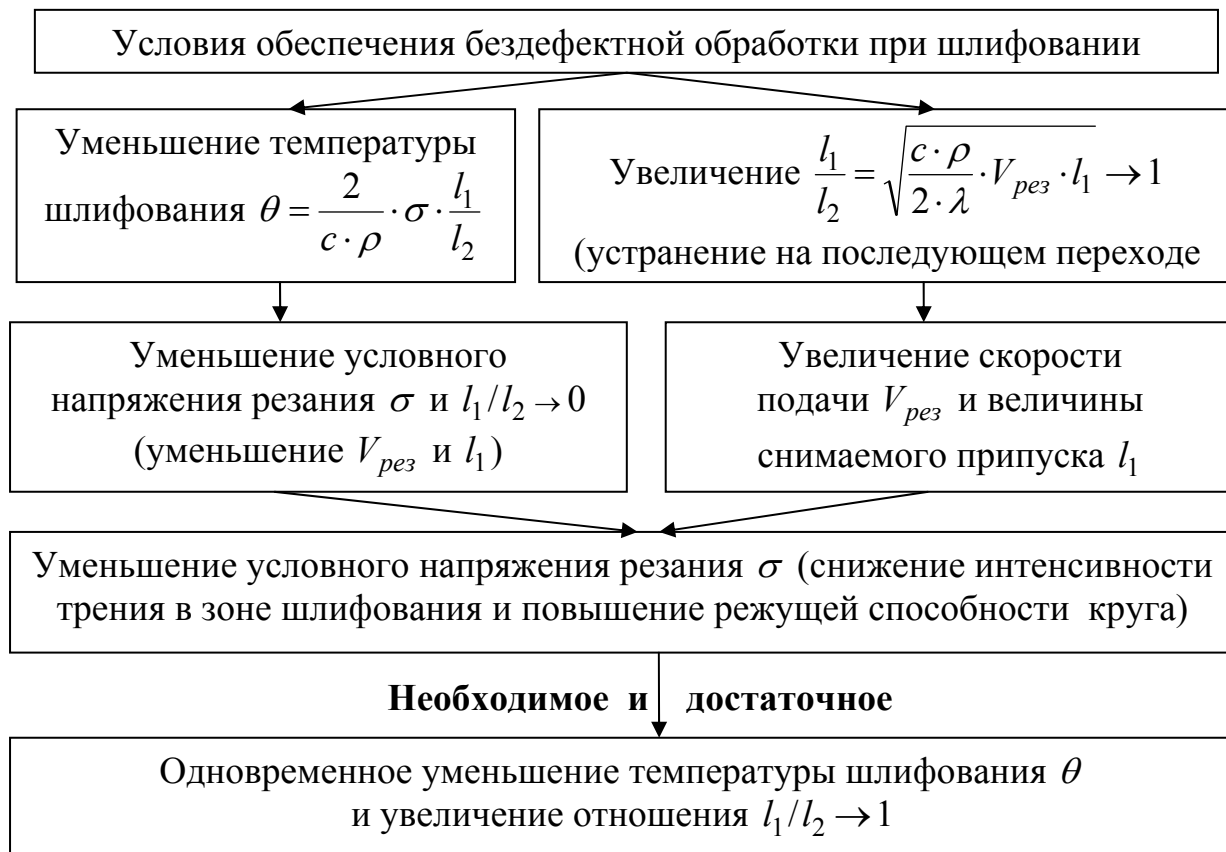 Условия обеспечения бездефектной обработки при шлифовании
Уменьшение температуры
шлифования θ = 2/(c·ρ) · σ · l₁/l₂
Увеличение l₁/l₂ = √(c·ρ/(2·λ) · V_рез · l₁) → 1
(устранение на последующем переходе
Уменьшение условного
напряжения резания σ и l₁/l₂ → 0
(уменьшение V_рез и l₁)
Увеличение скорости
подачи V_рез и величины
снимаемого припуска l₁
Уменьшение условного напряжения резания σ (снижение интенсивности
трения в зоне шлифования и повышение режущей способности круга)
Необходимое и достаточное
Одновременное уменьшение температуры шлифования θ
и увеличение отношения l₁/l₂ → 1